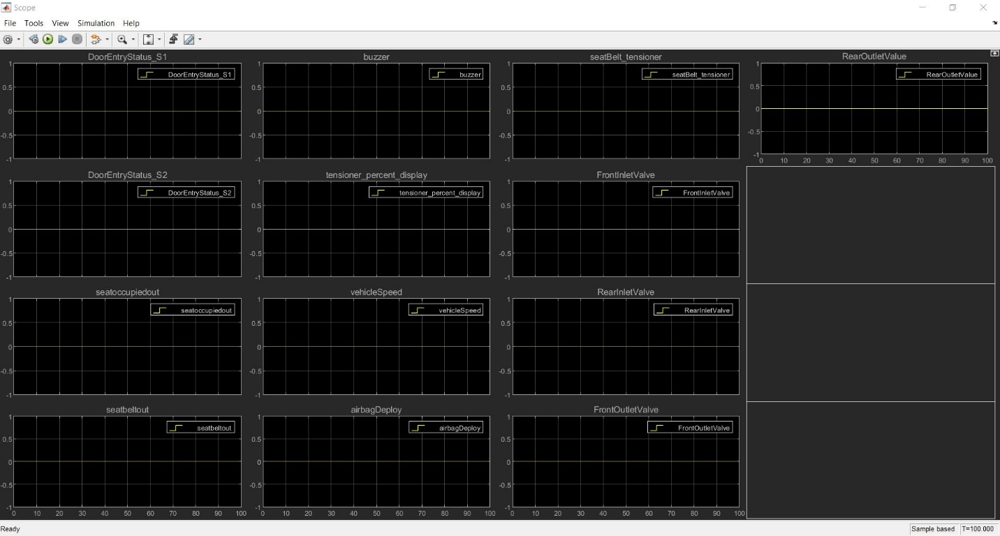 Scope
File Tools View Simulation Help
DoorEntryStatus_S1
DoorEntryStatus_S1
1
0.5
0
-0.5
-1
buzzer
buzzer
1
0.5
0
-0.5
-1
seatBelt_tensioner
seatBelt_tensioner
1
0.5
0
-0.5
-1
RearOutletValue
RearOutletValue
1
0.5
0
-0.5
-1
0 10 20 30 40 50 60 70 80 90 100
DoorEntryStatus_S2
DoorEntryStatus_S2
1
0.5
0
-0.5
-1
tensioner_percent_display
tensioner_percent_display
1
0.5
0
-0.5
-1
FrontInletValve
FrontInletValve
1
0.5
0
-0.5
-1
seatoccupiedout
seatoccupiedout
1
0.5
0
-0.5
-1
vehicleSpeed
vehicleSpeed
1
0.5
0
-0.5
-1
RearInletValve
RearInletValve
1
0.5
0
-0.5
-1
seatbeltout
seatbeltout
1
0.5
0
-0.5
-1
0 10 20 30 40 50 60 70 80 90 100
airbagDeploy
airbagDeploy
1
0.5
0
-0.5
-1
0 10 20 30 40 50 60 70 80 90 100
FrontOutletValve
FrontOutletValve
1
0.5
0
-0.5
-1
0 10 20 30 40 50 60 70 80 90 100
Ready
Sample based T=100.000